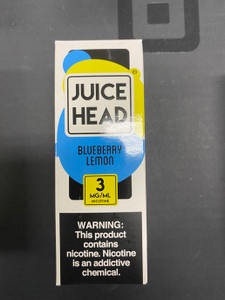 JUICE
HEAD
BLUEBERRY
LEMON
3
MG/ML
NICOTINE
WARNING:
This product
contains
nicotine. Nicotine
is an addictive
chemical.